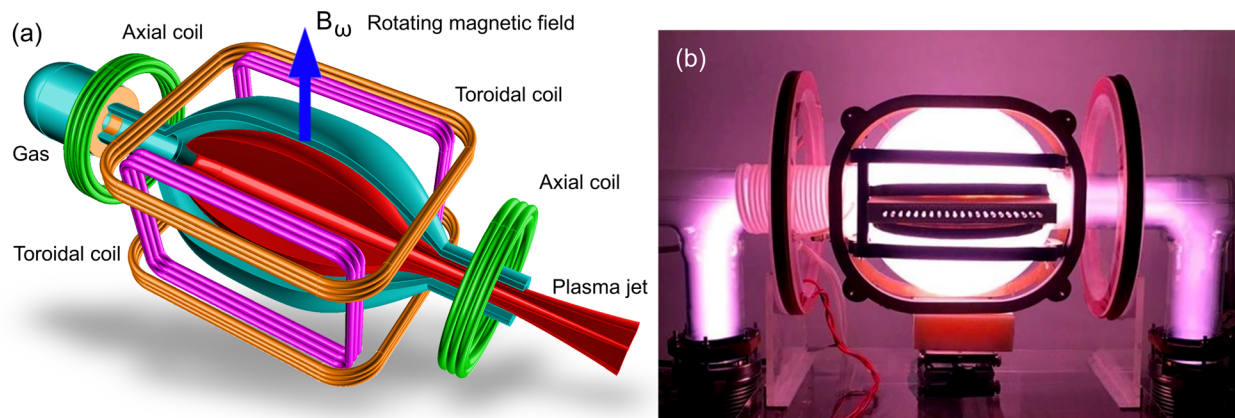 (a)
Axial coil
Bω
Rotating magnetic field
Toroidal coil
Gas
Axial coil
Toroidal coil
Plasma jet
(b)